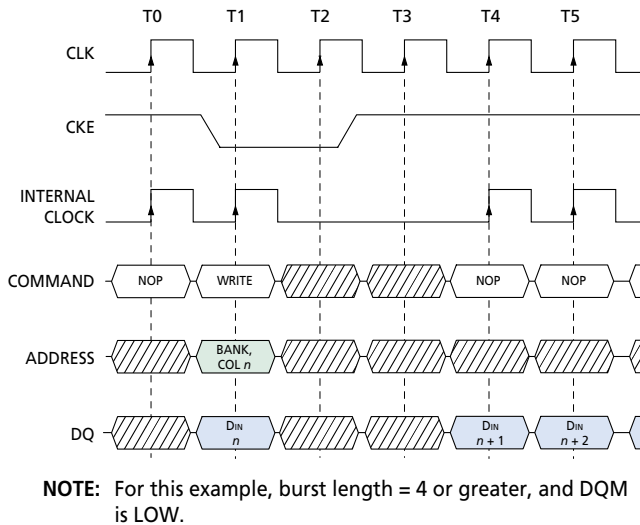 T0 T1 T2 T3 T4 T5
CLK
CKE
INTERNAL
CLOCK
COMMAND NOP WRITE NOP NOP
ADDRESS BANK,
COL n
DQ DIN
n DIN
n + 1 DIN
n + 2
NOTE: For this example, burst length = 4 or greater, and DQM
is LOW.